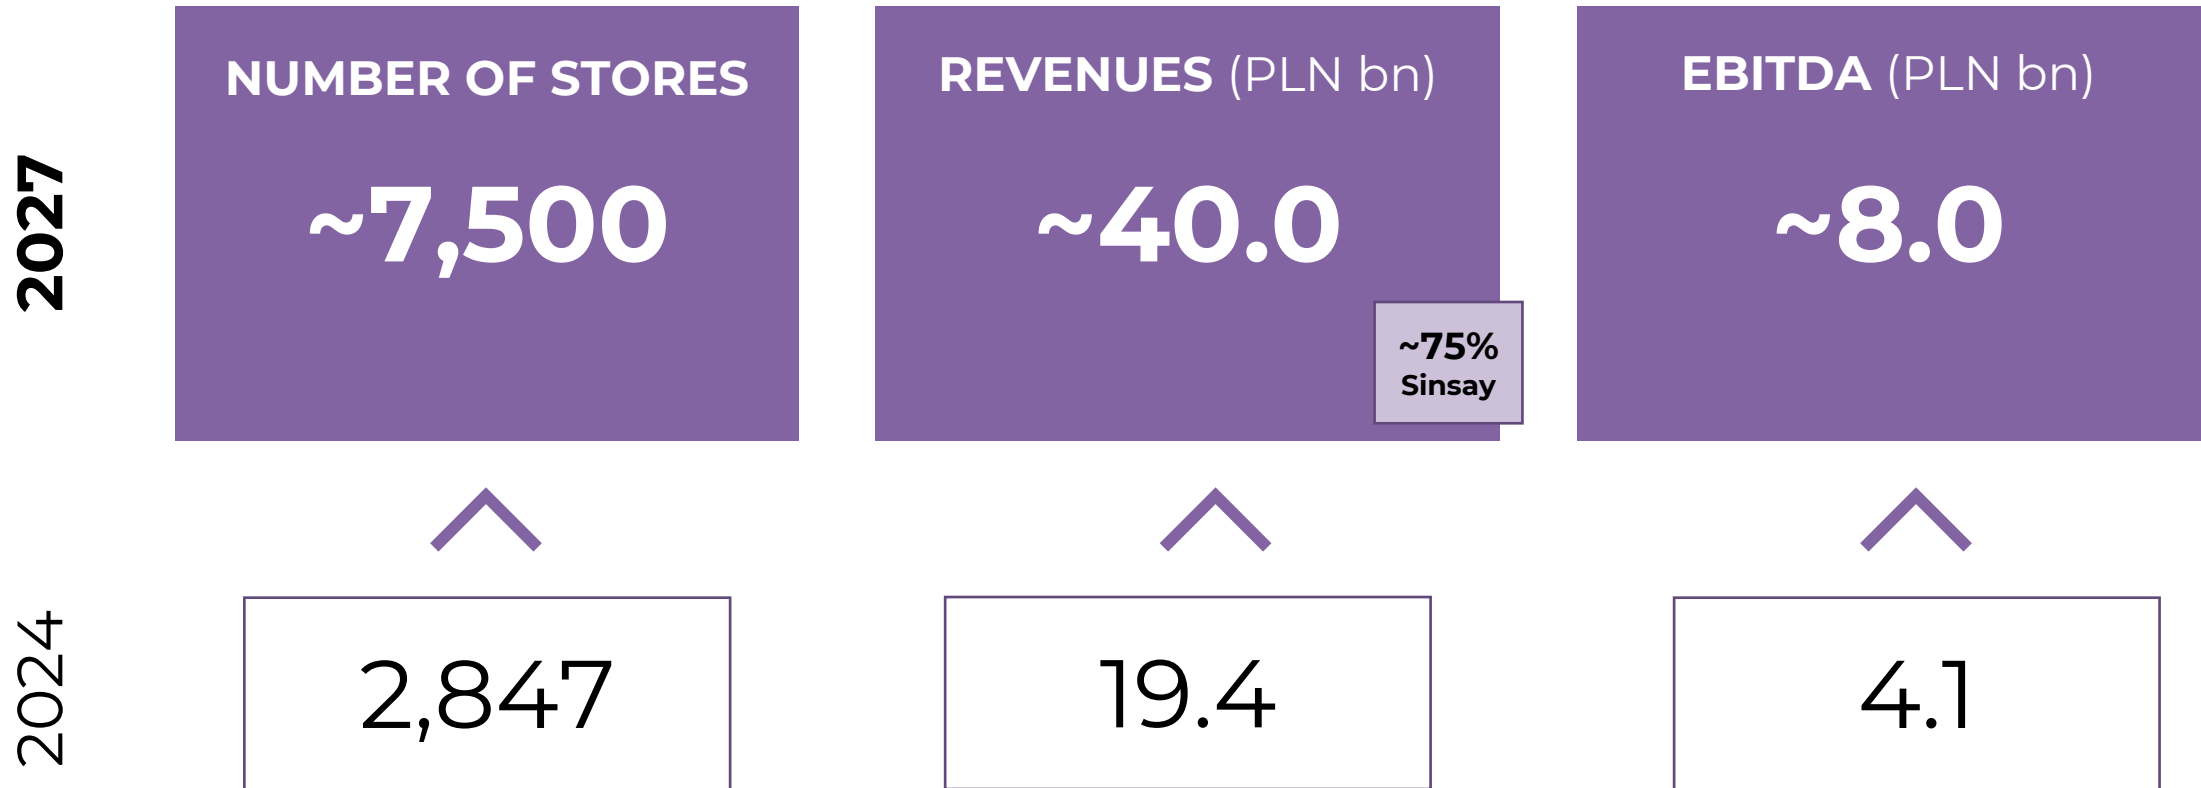 2027
NUMBER OF STORES
~7,500
REVENUES (PLN bn)
~40.0
~75%
Sinsay
EBITDA (PLN bn)
~8.0
2024
2,847
19.4
4.1